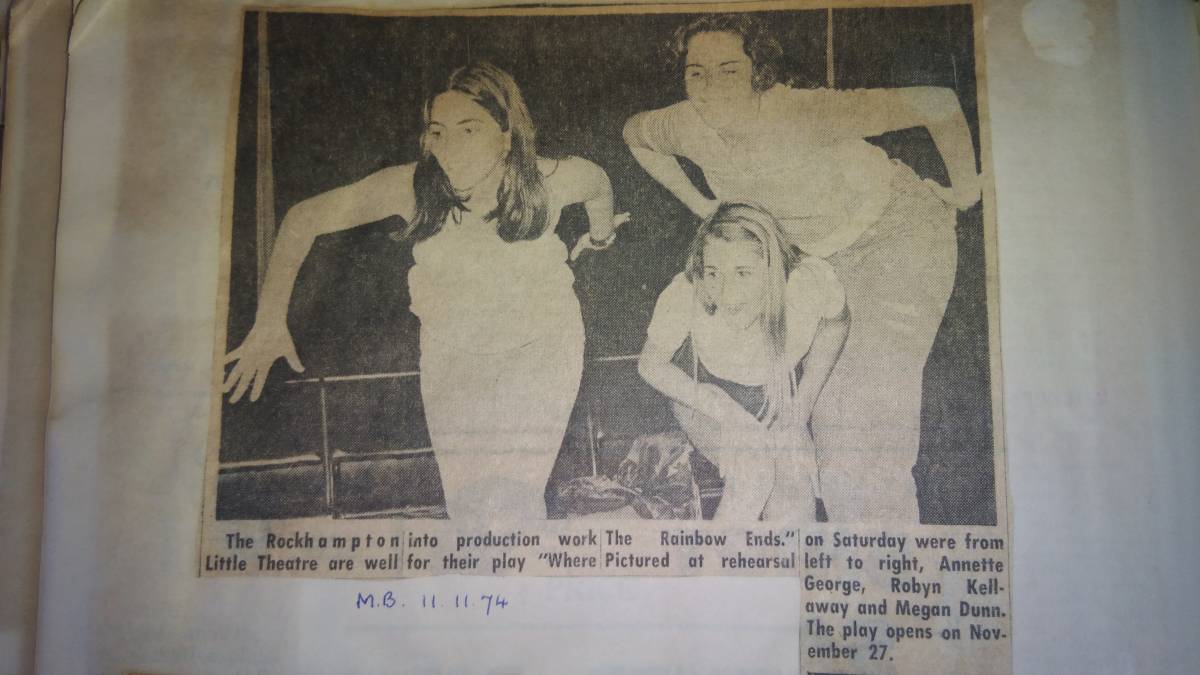 The Rockhampton
Little Theatre are well
into production work
for their play "Where
The Rainbow Ends."
Pictured at rehearsal
on Saturday were from
left to right, Annette
George, Robyn Kell-
away and Megan Dunn.
The play opens on Nov-
ember 27.
M.B. 11.11.74